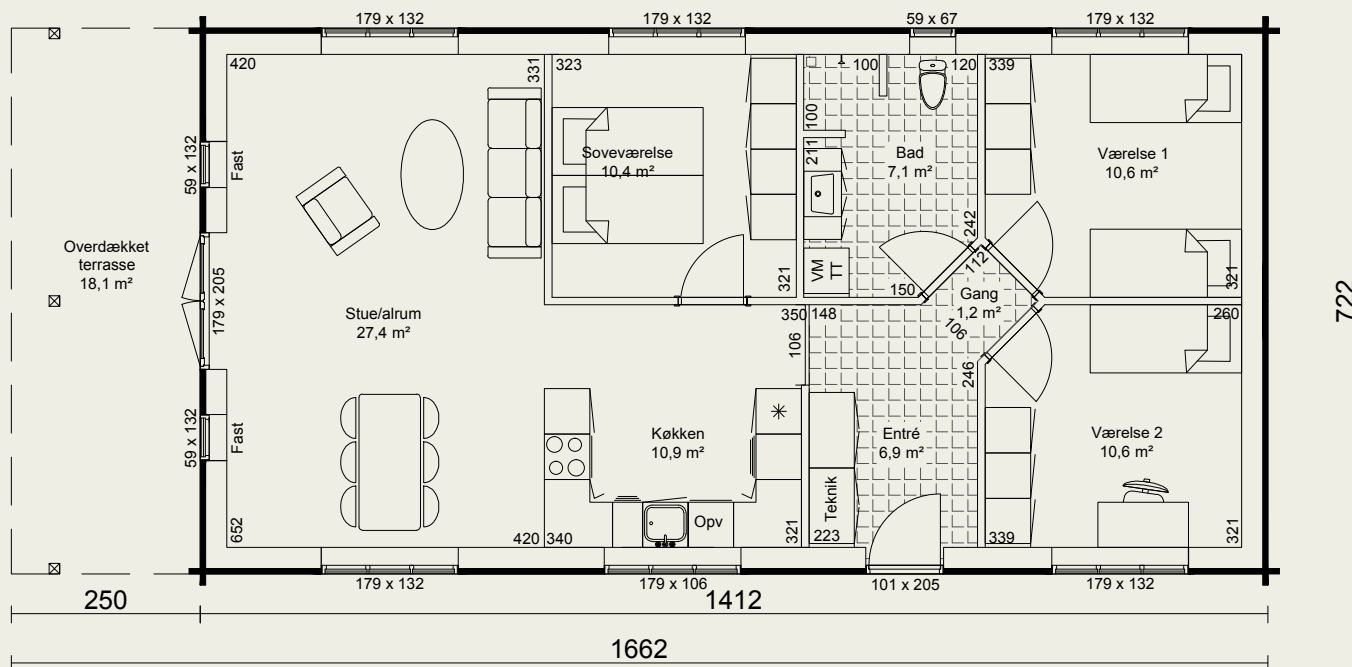 179 x 132
179 x 132
59 x 67
179 x 132
420
331
323
100
120
339
59 x 132
Fast
100
211
Soveværelse
10,4 m²
Bad
7,1 m²
Værelse 1
10,6 m²
Overdækket
terrasse
18,1 m²
179 x 205
321
VM
TT
242
112
150
Gang
1,2 m²
321
260
722
Stue/alrum
27,4 m²
350
148
106
106
246
59 x 132
Fast
Køkken
10,9 m²
Entré
6,9 m²
Værelse 2
10,6 m²
Teknik
Opv
652
420
340
321
223
339
321
179 x 132
179 x 106
101 x 205
179 x 132
250
1412
1662